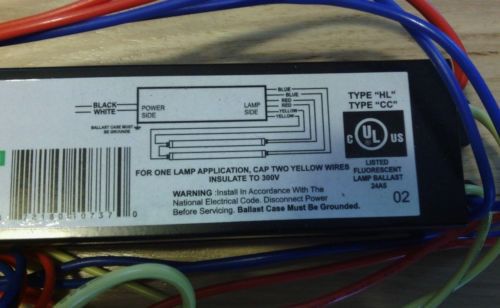 BLUE
BLUE
RED
RED
YELLOW
YELLOW
BLACK
WHITE
POWER SIDE
LAMP SIDE
BALLAST CASE MUST
BE GROUNDED
FOR ONE LAMP APPLICATION, CAP TWO YELLOW WIRES
INSULATE TO 300V
WARNING :Install In Accordance With The
National Electrical Code. Disconnect Power
Before Servicing. Ballast Case Must Be Grounded.
TYPE "HL"
TYPE "CC"
C UL US
LISTED
FLUORESCENT
LAMP BALLAST
24A5
02